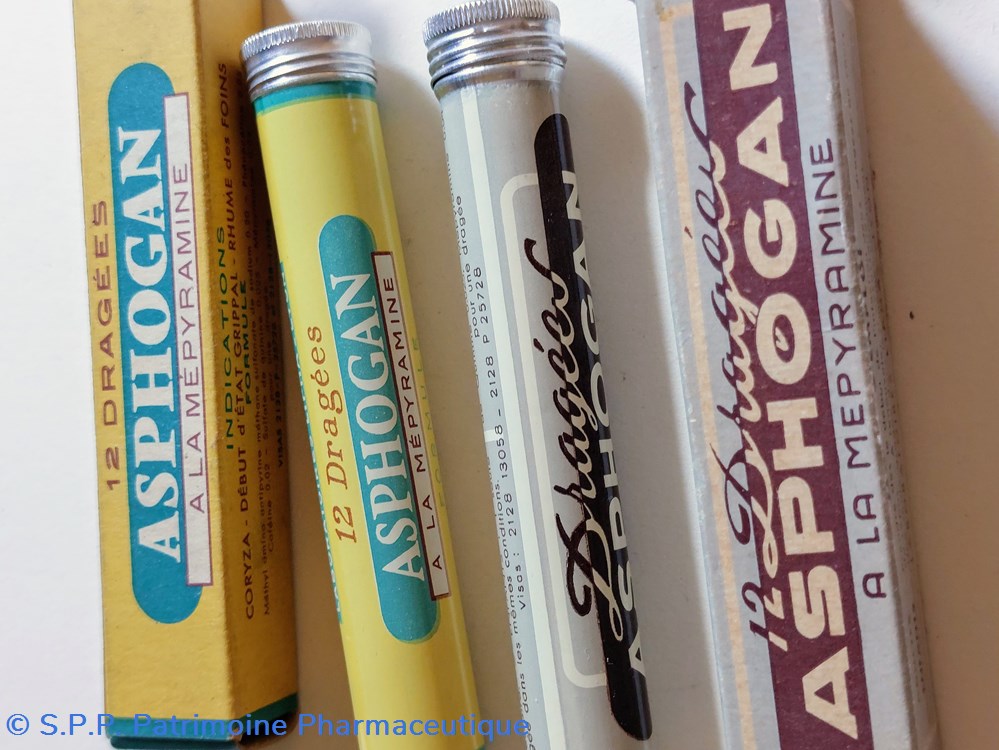 12 DRAGÉES
ASPHOGAN
A LA MÉPYRAMINE
INDICATIONS
CORYZA - DÉBUT d'ÉTAT GRIPPAL - RHUME des FOINS
FORMULE
12 Dragées
ASPHOGAN
A LA MÉPYRAMINE
FORMULE
Pour une dragée
dans les mêmes conditions.
Visas : 2128 13058 - 2128 P 25728
Dragées
ASPHOGAN
12 Dragées
ASPHOGAN
A LA MEPYRAMINE
© S.P.R. Patrimoine Pharmaceutique